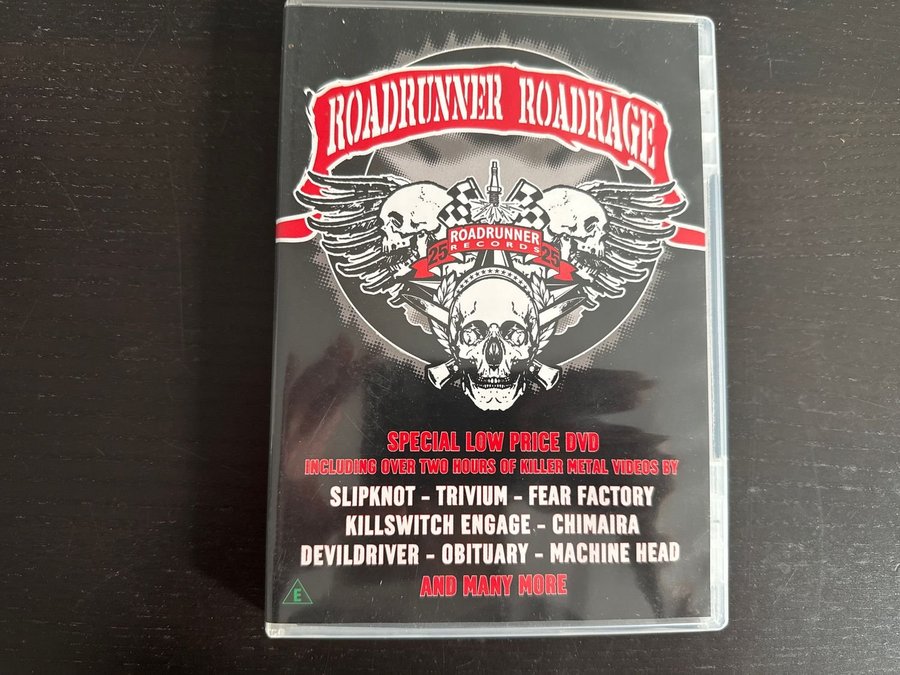 ROADRUNNER ROADRAGE
25 ROADRUNNER 25
RECORDS
SPECIAL LOW PRICE DVD
INCLUDING OVER TWO HOURS OF KILLER METAL VIDEOS BY
SLIPKNOT - TRIVIUM - FEAR FACTORY
KILLSWITCH ENGAGE - CHIMAIRA
DEVILDRIVER - OBITUARY - MACHINE HEAD
AND MANY MORE
E